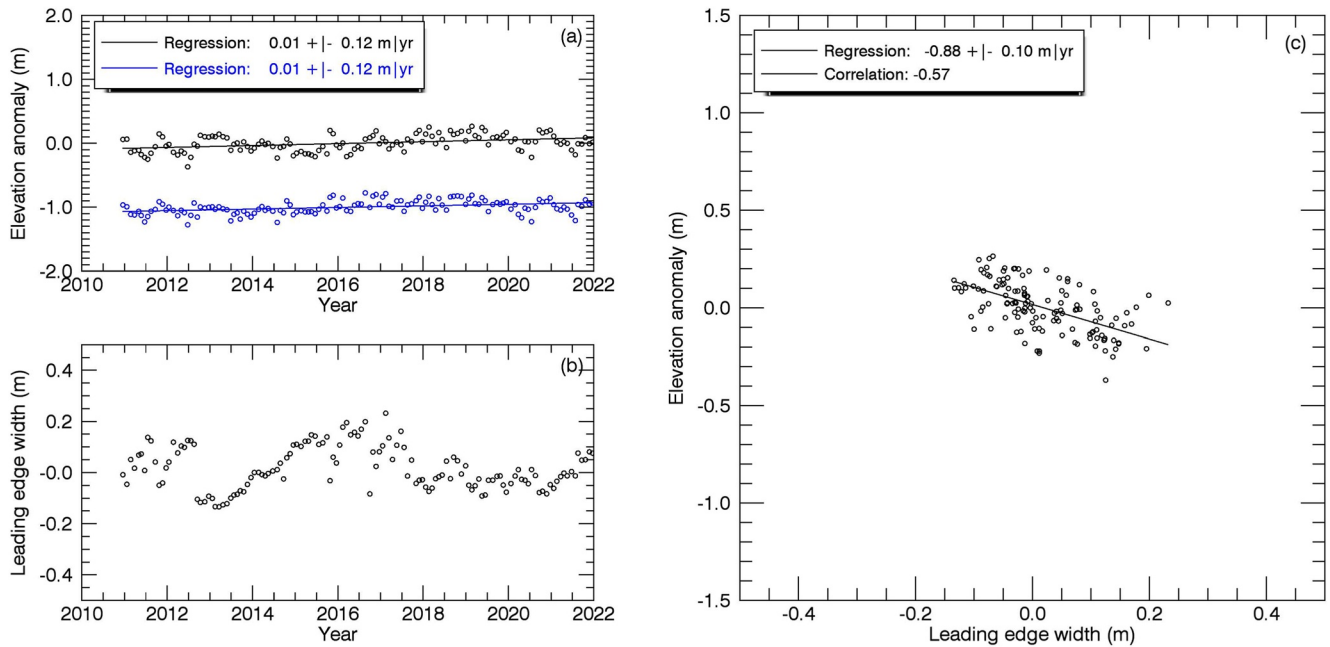 2.0
1.0
0.0
-1.0
-2.0
Elevation anomaly (m)
Regression: 0.01 +|- 0.12 m|yr
Regression: 0.01 +|- 0.12 m|yr
(a)
2010 2012 2014 2016 2018 2020 2022
Year
0.4
0.2
-0.0
-0.2
-0.4
Leading edge width (m)
(b)
2010 2012 2014 2016 2018 2020 2022
Year
1.5
1.0
0.5
0.0
-0.5
-1.0
-1.5
Elevation anomaly (m)
Regression: -0.88 +|- 0.10 m|yr
Correlation: -0.57
(c)
-0.4 -0.2 0.0 0.2 0.4
Leading edge width (m)